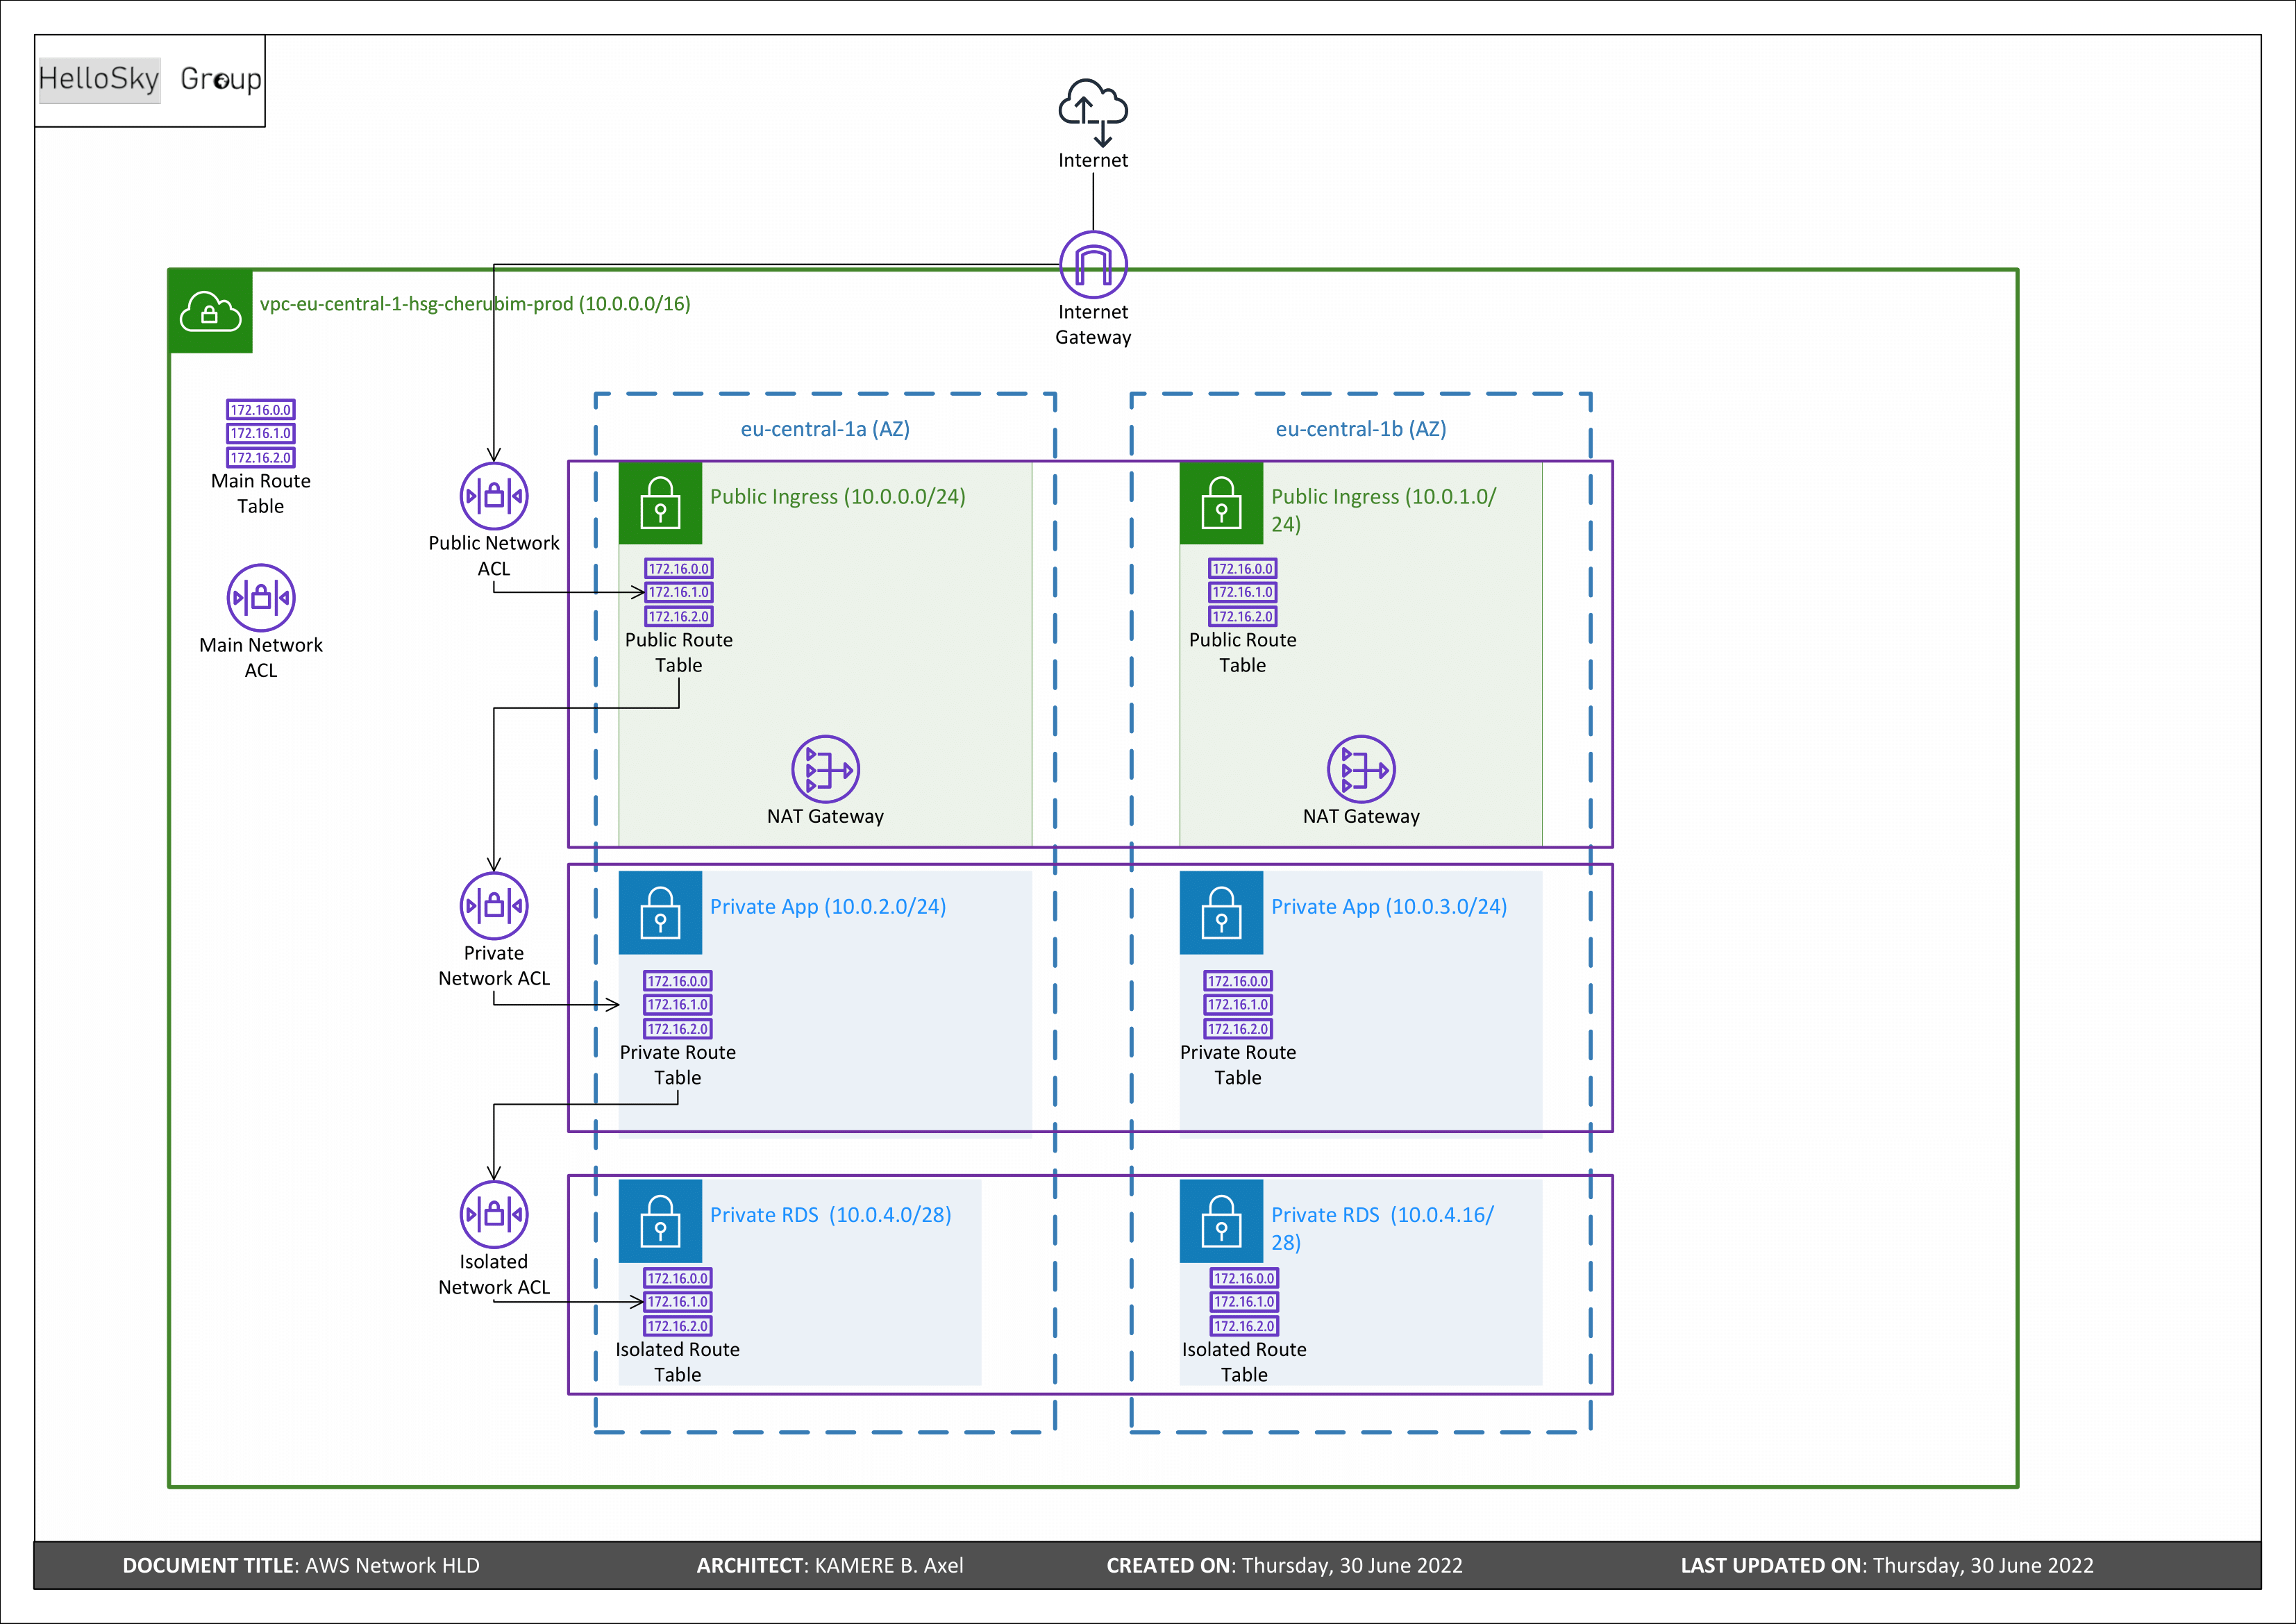 HelloSky Group
Internet
Internet
Gateway
vpc-eu-central-1-hsg-cherubim-prod (10.0.0.0/16)
172.16.0.0
172.16.1.0
172.16.2.0
Main Route
Table
Main Network
ACL
Public Network
ACL
eu-central-1a (AZ)
eu-central-1b (AZ)
Public Ingress (10.0.0.0/24)
172.16.0.0
172.16.1.0
172.16.2.0
Public Route
Table
NAT Gateway
Public Ingress (10.0.1.0/
24)
172.16.0.0
172.16.1.0
172.16.2.0
Public Route
Table
NAT Gateway
Private
Network ACL
Private App (10.0.2.0/24)
172.16.0.0
172.16.1.0
172.16.2.0
Private Route
Table
Private App (10.0.3.0/24)
172.16.0.0
172.16.1.0
172.16.2.0
Private Route
Table
Isolated
Network ACL
Private RDS  (10.0.4.0/28)
172.16.0.0
172.16.1.0
172.16.2.0
Isolated Route
Table
Private RDS  (10.0.4.16/
28)
172.16.0.0
172.16.1.0
172.16.2.0
Isolated Route
Table
DOCUMENT TITLE: AWS Network HLD
ARCHITECT: KAMERE B. Axel
CREATED ON: Thursday, 30 June 2022
LAST UPDATED ON: Thursday, 30 June 2022